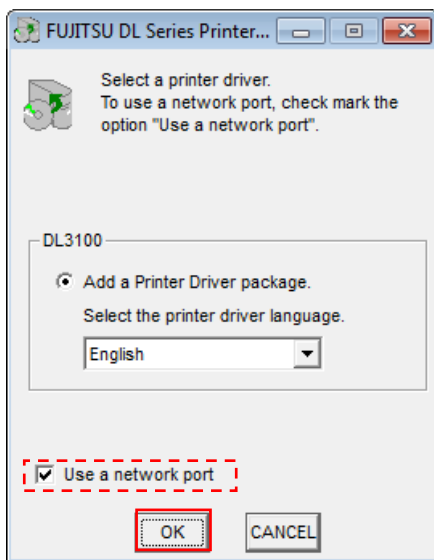 FUJITSU DL Series Printer...
Select a printer driver.
To use a network port, check mark the
option "Use a network port".
DL3100
Add a Printer Driver package.
Select the printer driver language.
English
Use a network port
OK
CANCEL